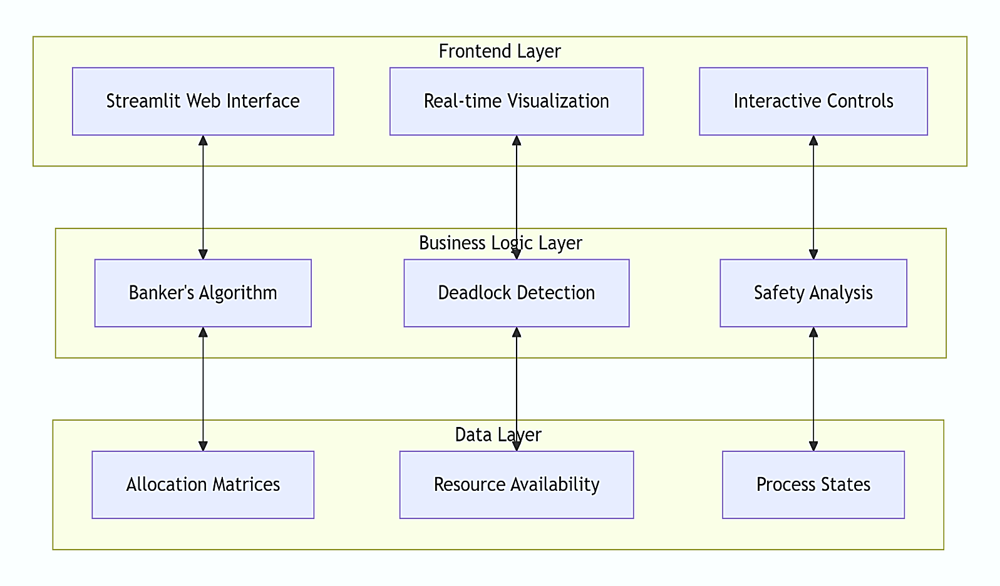 Frontend Layer
Streamlit Web Interface
Real-time Visualization
Interactive Controls
Business Logic Layer
Banker's Algorithm
Deadlock Detection
Safety Analysis
Data Layer
Allocation Matrices
Resource Availability
Process States